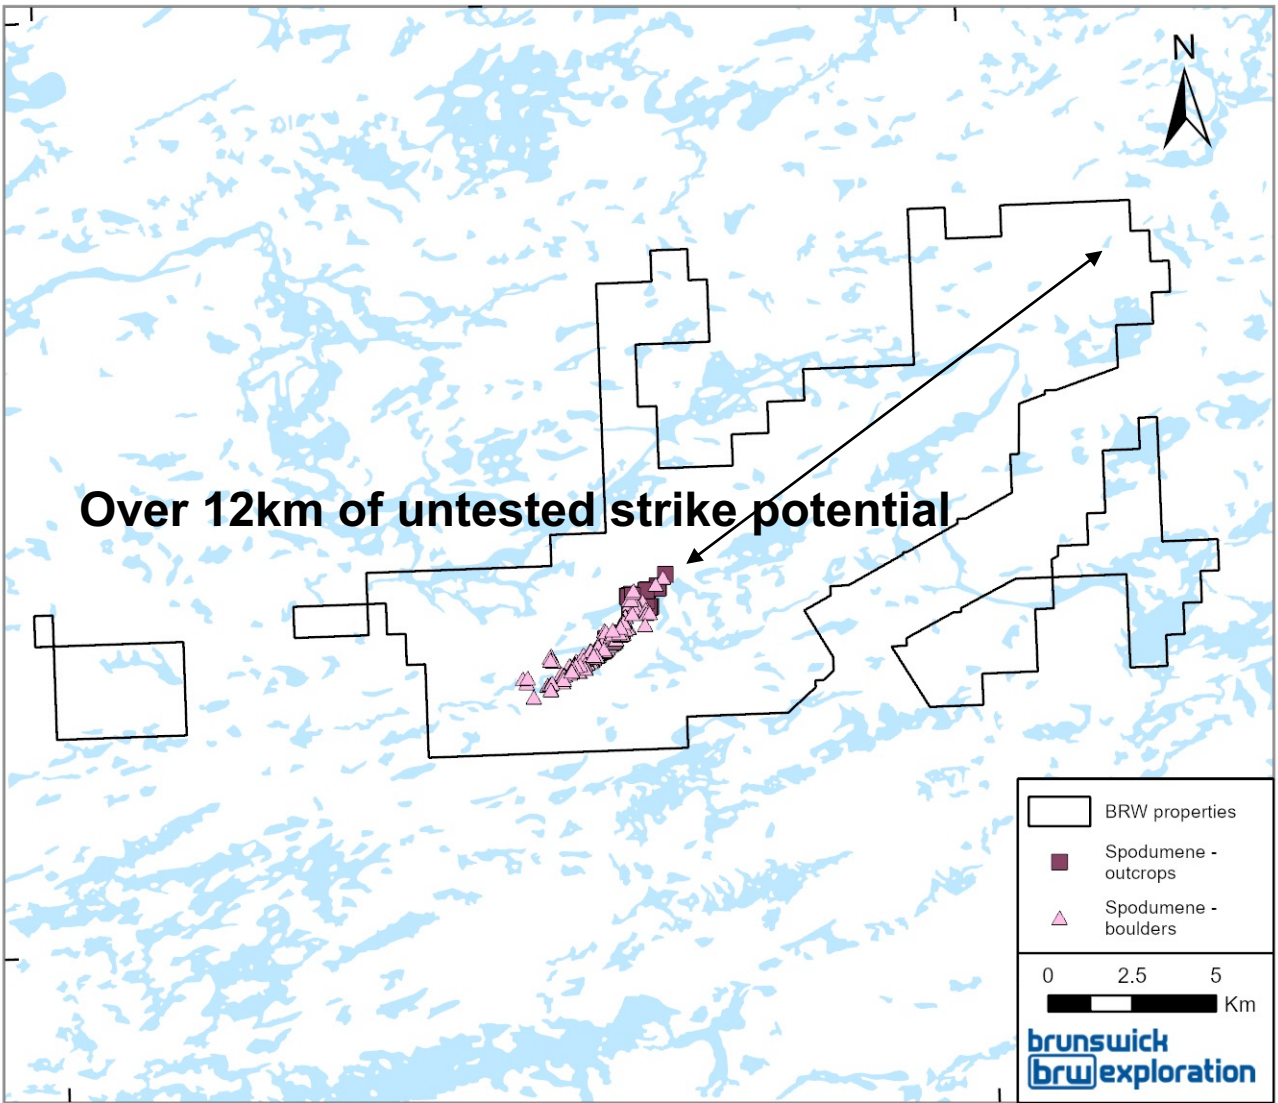 N
Over 12km of untested strike potential
BRW properties
Spodumene -
outcrops
Spodumene -
boulders
0 2.5 5
Km
brunswick
brw exploration